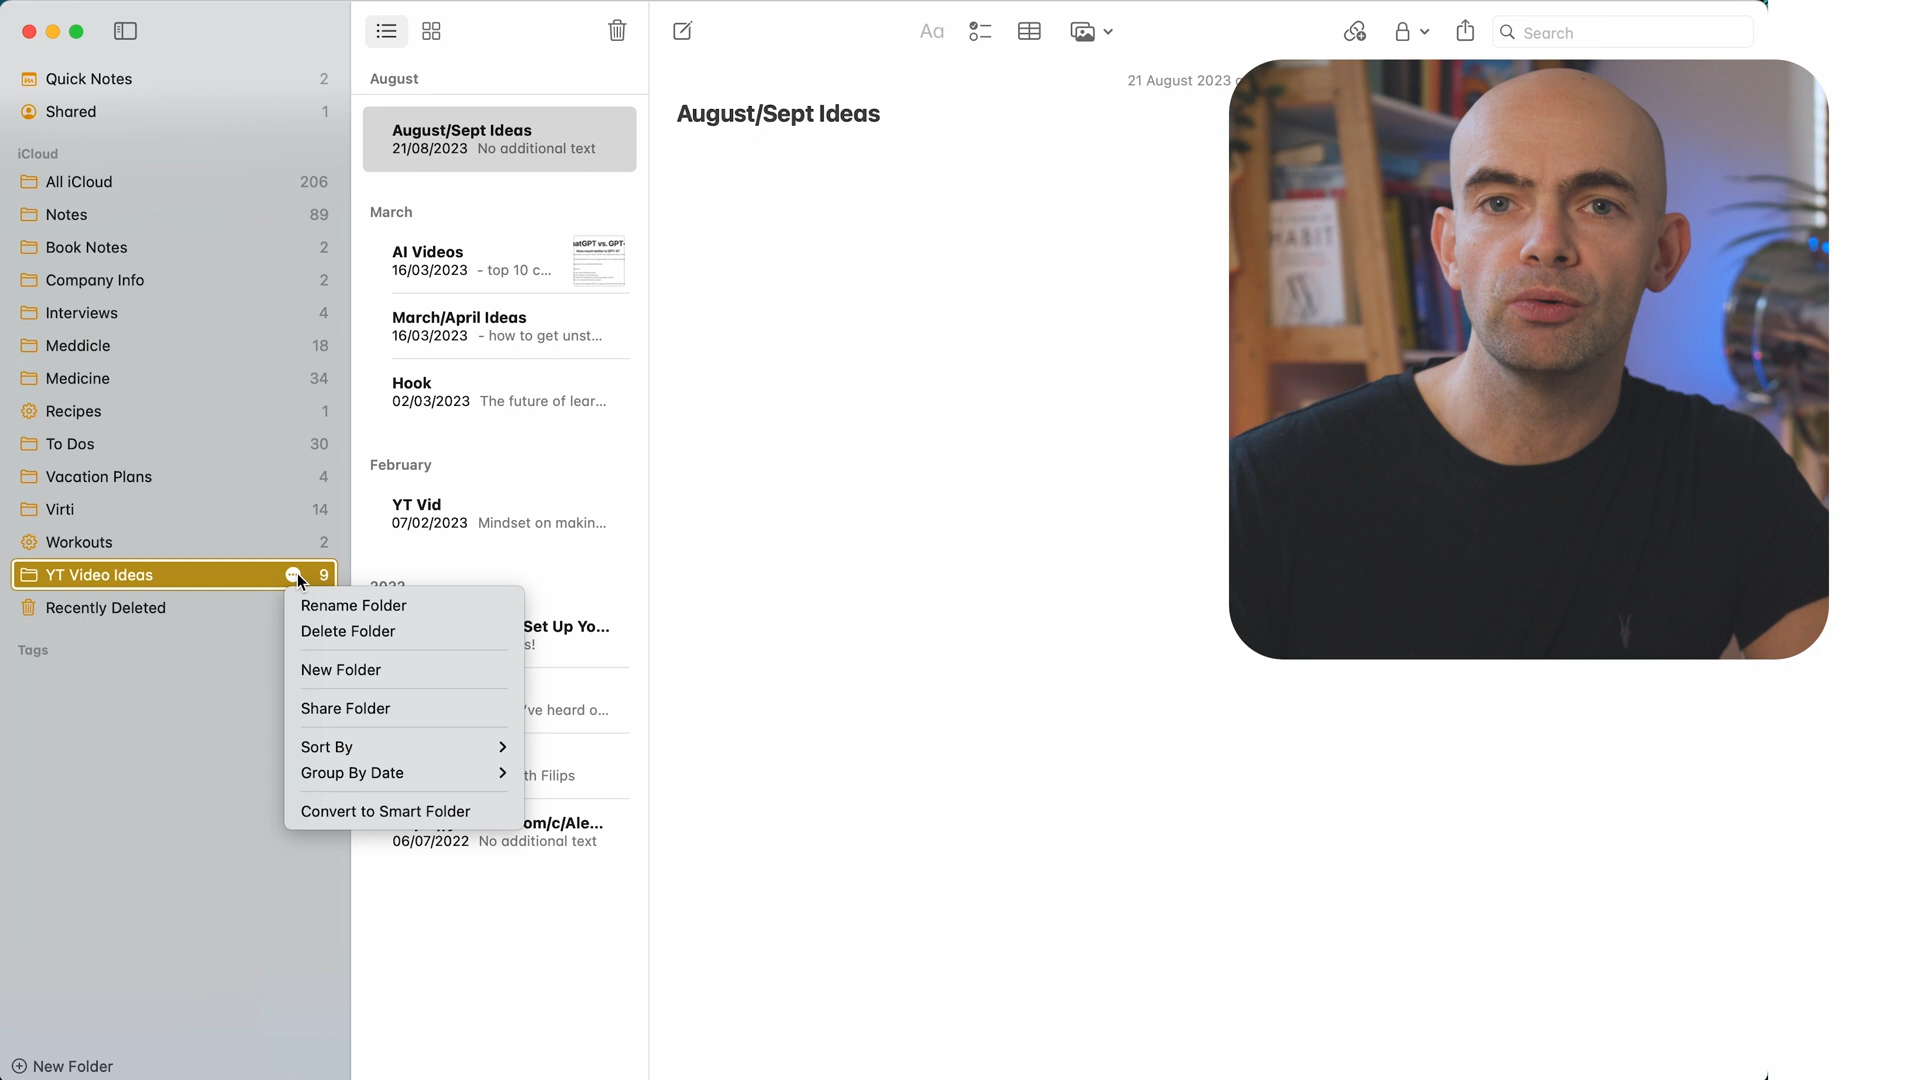 Search
Quick Notes 2
Shared 1
iCloud
All iCloud 206
Notes 89
Book Notes 2
Company Info 2
Interviews 4
Meddicle 18
Medicine 34
Recipes 1
To Dos 30
Vacation Plans 4
Virti 14
Workouts 2
YT Video Ideas 9
Recently Deleted
Tags
New Folder
Rename Folder
Delete Folder
New Folder
Share Folder
Sort By
Group By Date
Convert to Smart Folder
August
August/Sept Ideas
21/08/2023 No additional text
March
AI Videos
16/03/2023 - top 10 c...
March/April Ideas
16/03/2023 - how to get unst...
Hook
02/03/2023 The future of lear...
February
YT Vid
07/02/2023 Mindset on makin...
Set Up Yo...
s!
've heard o...
th Filips
om/c/Ale...
06/07/2022 No additional text
Aa
21 August 2023
August/Sept Ideas
HABIT